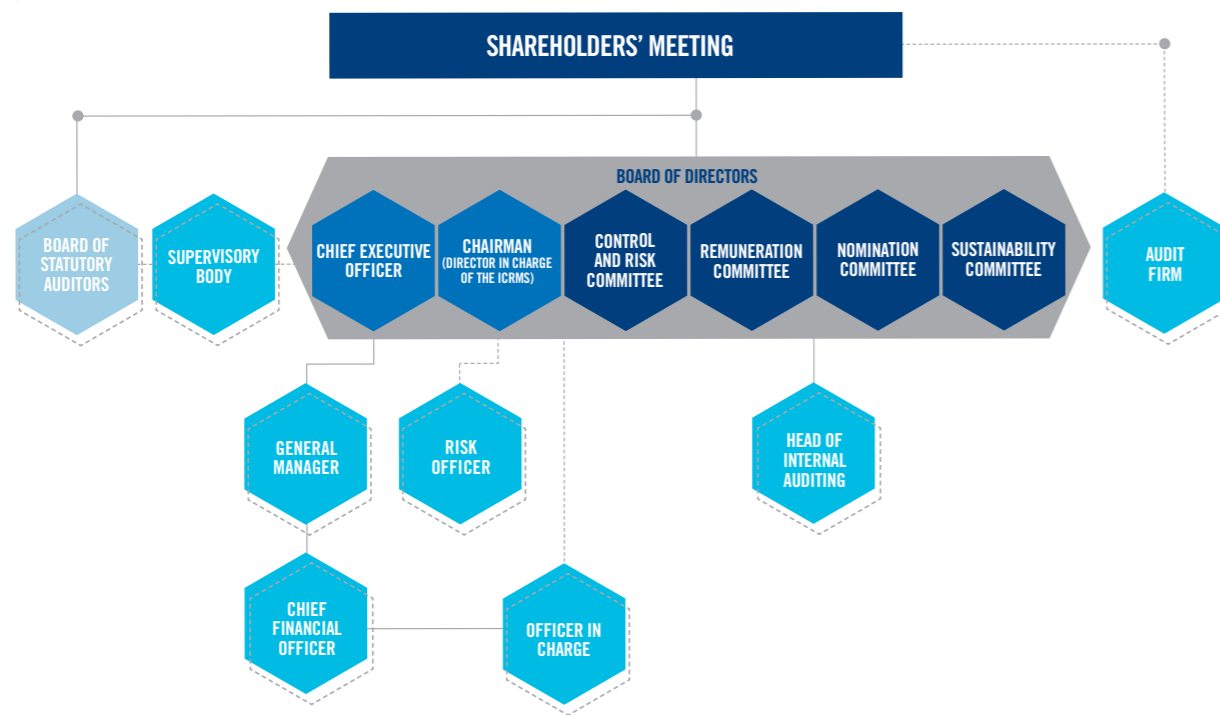 SHAREHOLDERS' MEETING
BOARD OF DIRECTORS
BOARD OF
STATUTORY
AUDITORS
SUPERVISORY
BODY
CHIEF EXECUTIVE
OFFICER
CHAIRMAN
(DIRECTOR IN CHARGE
OF THE ICRMS)
CONTROL
AND RISK
COMMITTEE
REMUNERATION
COMMITTEE
NOMINATION
COMMITTEE
SUSTAINABILITY
COMMITTEE
AUDIT
FIRM
GENERAL
MANAGER
RISK
OFFICER
HEAD OF
INTERNAL
AUDITING
CHIEF
FINANCIAL
OFFICER
OFFICER IN
CHARGE